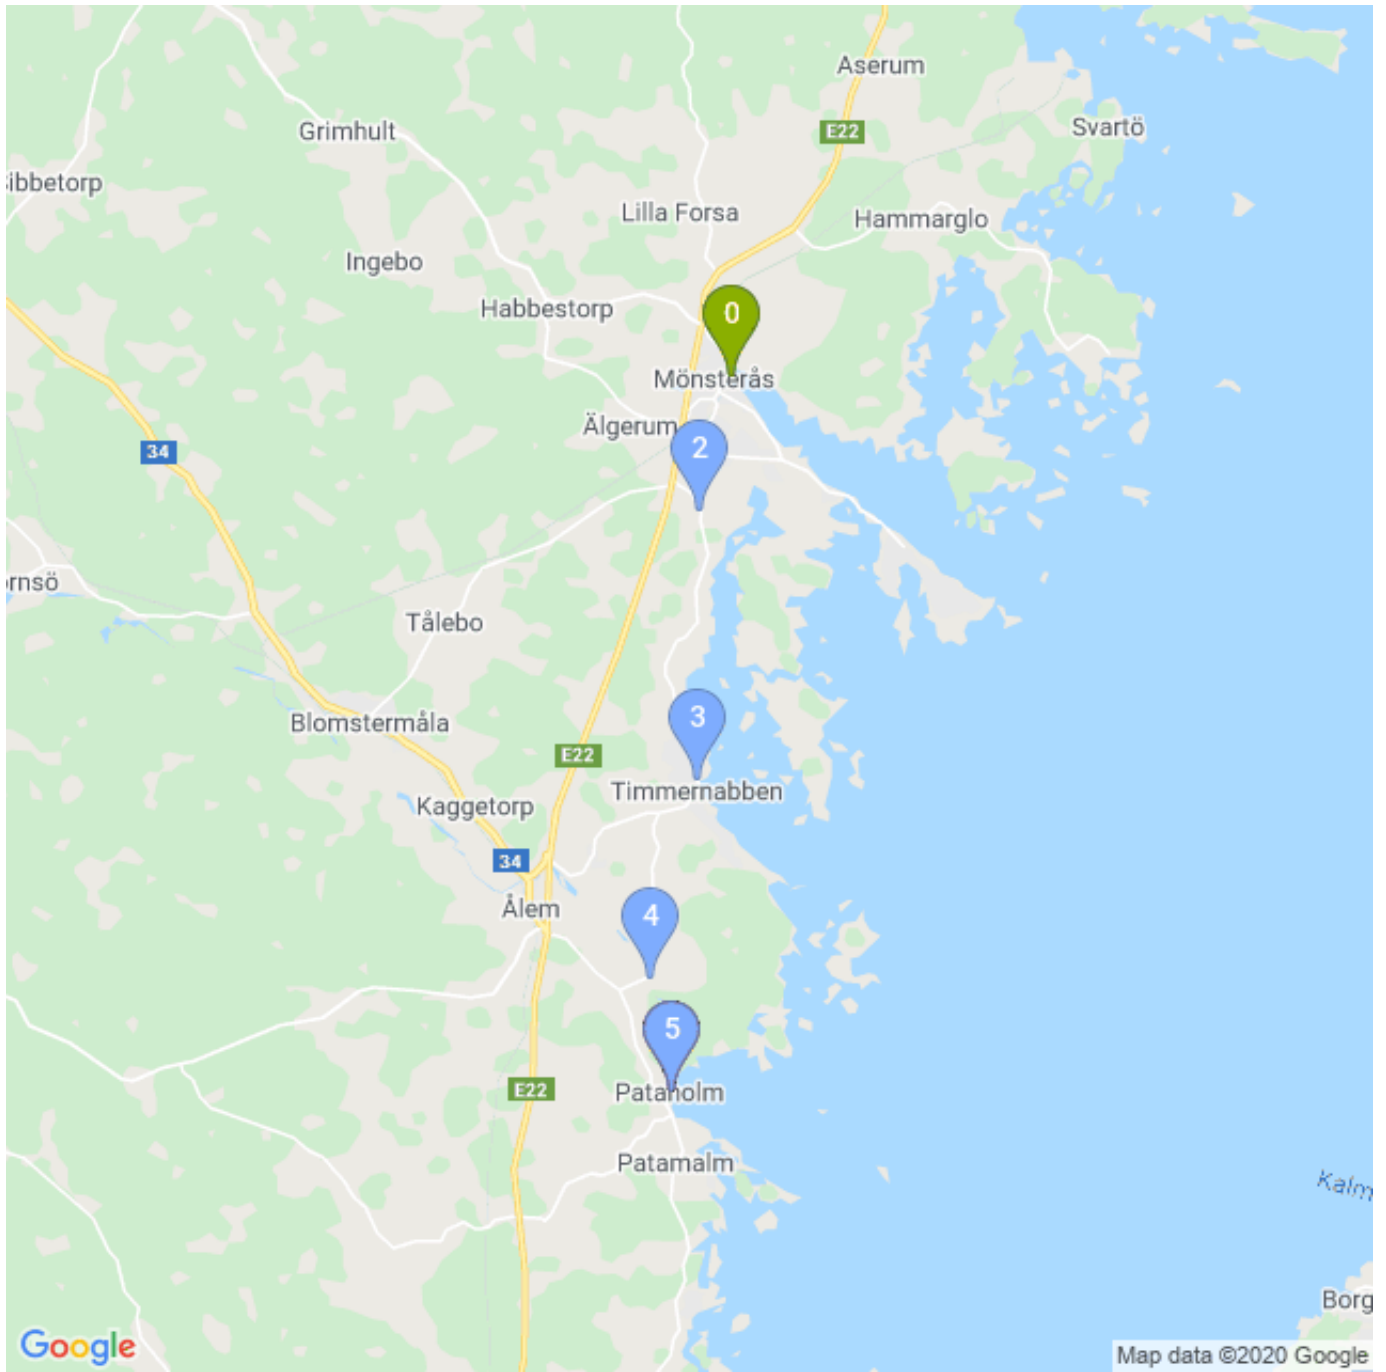 Aserum
E22
Svartö
Grimhult
ibbetorp
Lilla Forsa
Hammarglo
Ingebo
Habbestorp
0
Mönsterås
Älgerum
2
34
ornsö
Tålebo
3
Blomstermåla
E22
Timmernabben
Kaggetorp
34
Ålem
4
5
E22
Pataholm
Patamalm
Kalm
Borg
Google
Map data ©2020 Google